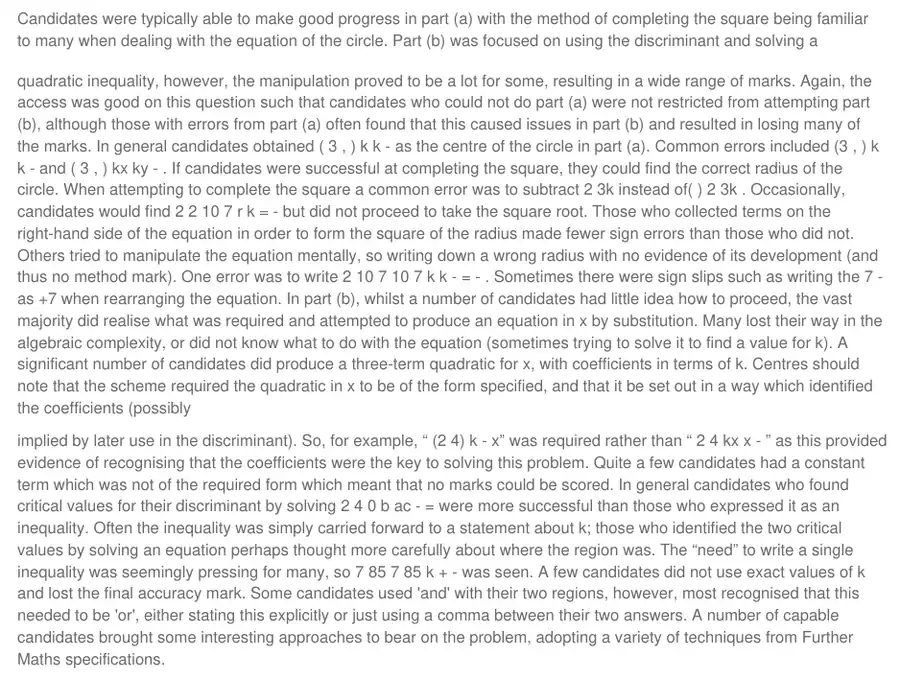 Candidates were typically able to make good progress in part (a) with the method of completing the square being familiar
to many when dealing with the equation of the circle. Part (b) was focused on using the discriminant and solving a
quadratic inequality, however, the manipulation proved to be a lot for some, resulting in a wide range of marks. Again, the
access was good on this question such that candidates who could not do part (a) were not restricted from attempting part
(b), although those with errors from part (a) often found that this caused issues in part (b) and resulted in losing many of
the marks. In general candidates obtained ( 3 , ) k k - as the centre of the circle in part (a). Common errors included (3 , ) k
k - and ( 3 , ) kx ky - . If candidates were successful at completing the square, they could find the correct radius of the
circle. When attempting to complete the square a common error was to subtract 2 3k instead of( ) 2 3k . Occasionally,
candidates would find 2 2 10 7 r k = - but did not proceed to take the square root. Those who collected terms on the
right-hand side of the equation in order to form the square of the radius made fewer sign errors than those who did not.
Others tried to manipulate the equation mentally, so writing down a wrong radius with no evidence of its development (and
thus no method mark). One error was to write 2 10 7 10 7 k k - = - . Sometimes there were sign slips such as writing the 7 -
as +7 when rearranging the equation. In part (b), whilst a number of candidates had little idea how to proceed, the vast
majority did realise what was required and attempted to produce an equation in x by substitution. Many lost their way in the
algebraic complexity, or did not know what to do with the equation (sometimes trying to solve it to find a value for k). A
significant number of candidates did produce a three-term quadratic for x, with coefficients in terms of k. Centres should
note that the scheme required the quadratic in x to be of the form specified, and that it be set out in a way which identified
the coefficients (possibly
implied by later use in the discriminant). So, for example, “ (2 4) k - x” was required rather than “ 2 4 kx x - ” as this provided
evidence of recognising that the coefficients were the key to solving this problem. Quite a few candidates had a constant
term which was not of the required form which meant that no marks could be scored. In general candidates who found
critical values for their discriminant by solving 2 4 0 b ac - = were more successful than those who expressed it as an
inequality. Often the inequality was simply carried forward to a statement about k; those who identified the two critical
values by solving an equation perhaps thought more carefully about where the region was. The “need” to write a single
inequality was seemingly pressing for many, so 7 85 7 85 k + - was seen. A few candidates did not use exact values of k
and lost the final accuracy mark. Some candidates used 'and' with their two regions, however, most recognised that this
needed to be 'or', either stating this explicitly or just using a comma between their two answers. A number of capable
candidates brought some interesting approaches to bear on the problem, adopting a variety of techniques from Further
Maths specifications.